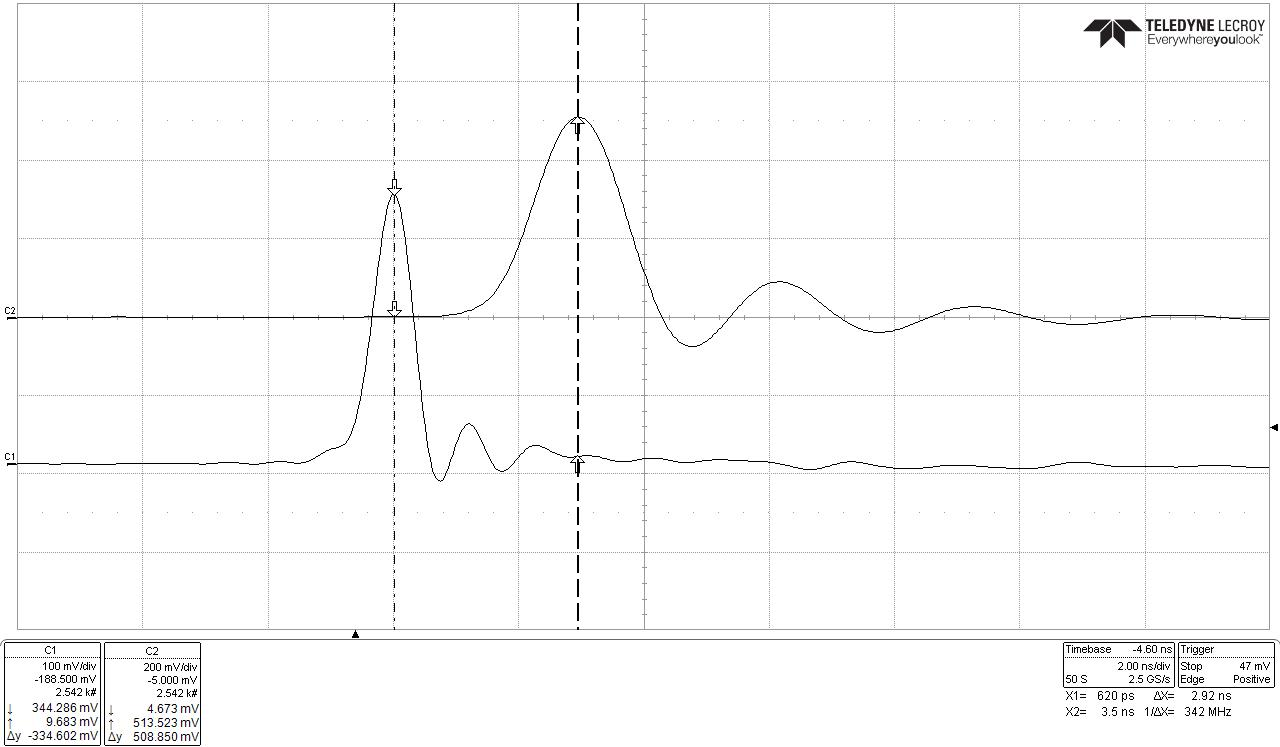 TELEDYNE LECROY
Everywhereyoulook™
C2
C1
C1
100 mV/div
-188.500 mV
2.542 k#
↓ 344.286 mV
↑ 9.683 mV
Δy -334.602 mV
C2
200 mV/div
-5.000 mV
2.542 k#
↓ 4.673 mV
↑ 513.523 mV
Δy 508.850 mV
Timebase -4.60 ns
2.00 ns/div
50 S 2.5 GS/s
Trigger
Stop 47 mV
Edge Positive
X1= 620 ps ΔX= 2.92 ns
X2= 3.5 ns 1/ΔX= 342 MHz